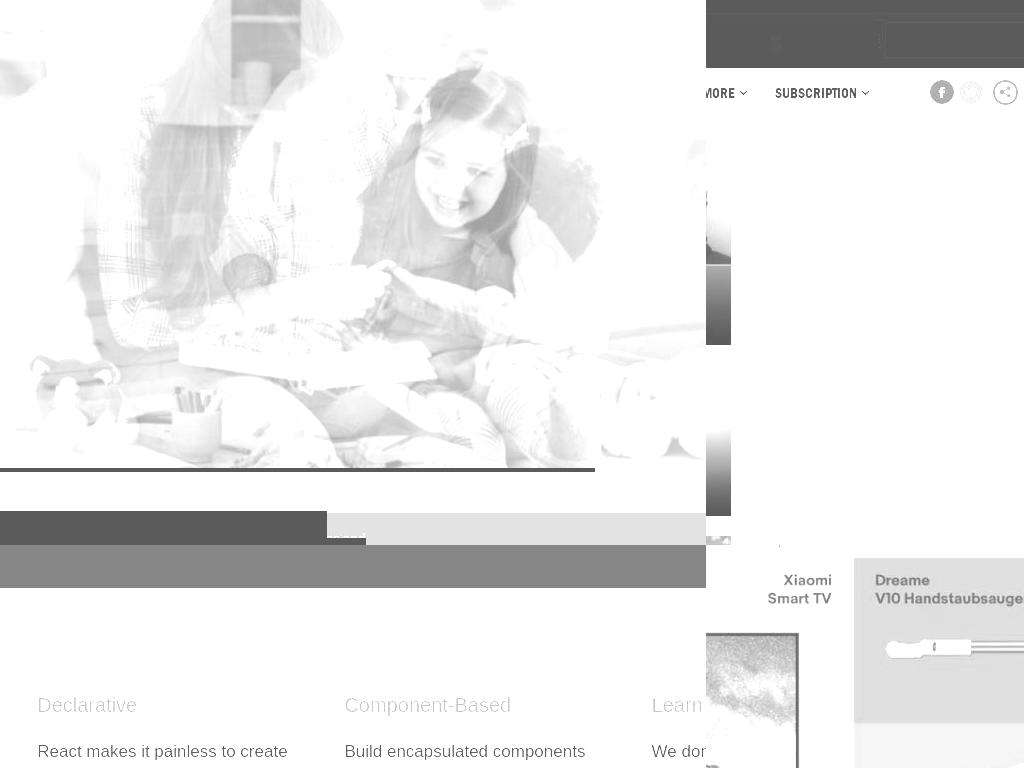 MORE
SUBSCRIPTION
Xiaomi
Smart TV
Dreame
V10 Handstaubsauge
Declarative
Component-Based
Learn
React makes it painless to create
Build encapsulated components
We don